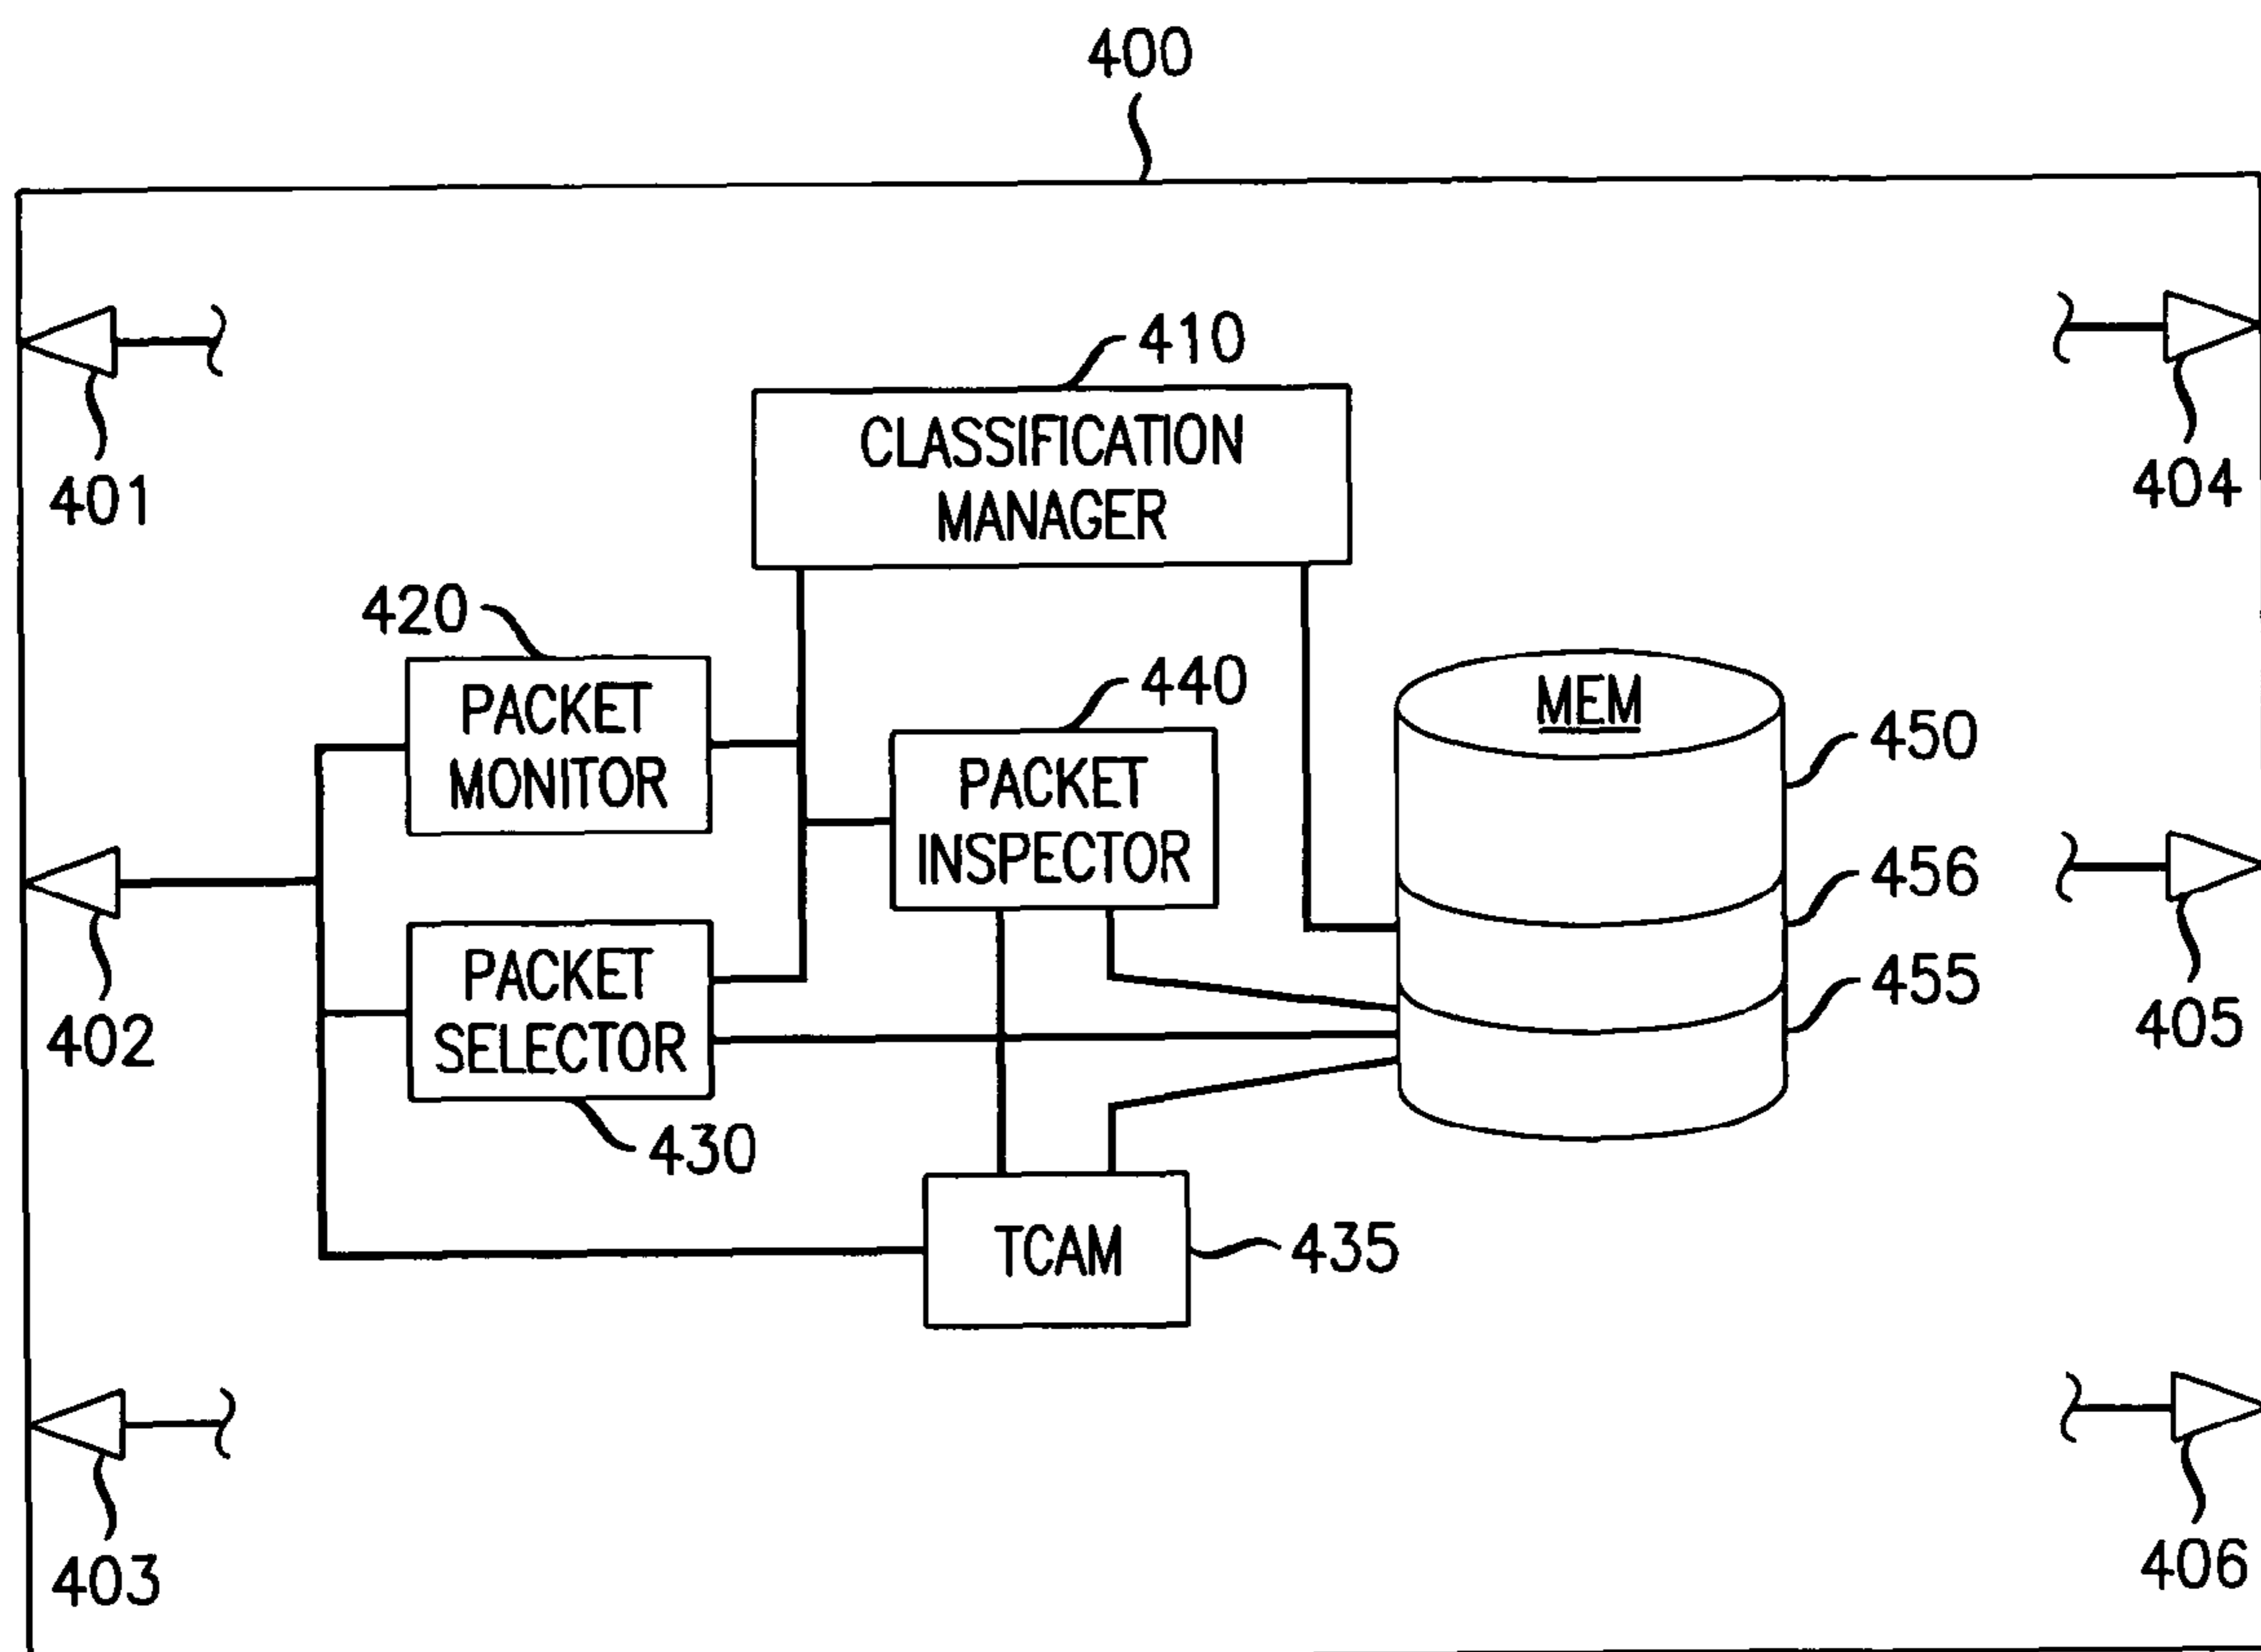 400
401
404
410
CLASSIFICATION
MANAGER
420
PACKET
MONITOR
440
PACKET
INSPECTOR
MEM
450
456
455
402
405
PACKET
SELECTOR
430
TCAM
435
403
406